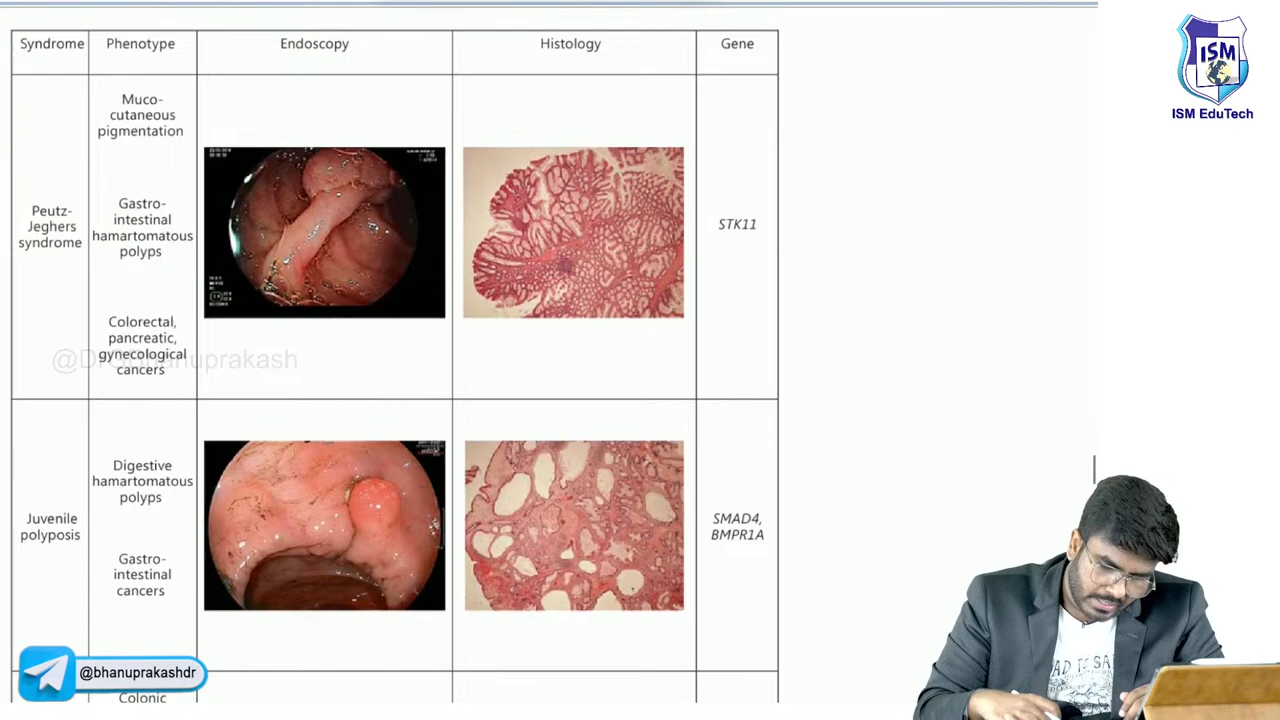 Syndrome
Phenotype
Endoscopy
Histology
Gene
Peutz-
Jeghers
syndrome
Muco-
cutaneous
pigmentation
Gastro-
intestinal
hamartomatous
polyps
Colorectal,
pancreatic,
gynecological
cancers
STK11
Juvenile
polyposis
Digestive
hamartomatous
polyps
Gastro-
intestinal
cancers
SMAD4,
BMPR1A
Colonic
@bhanuprakashdr
ISM
ISM EduTech